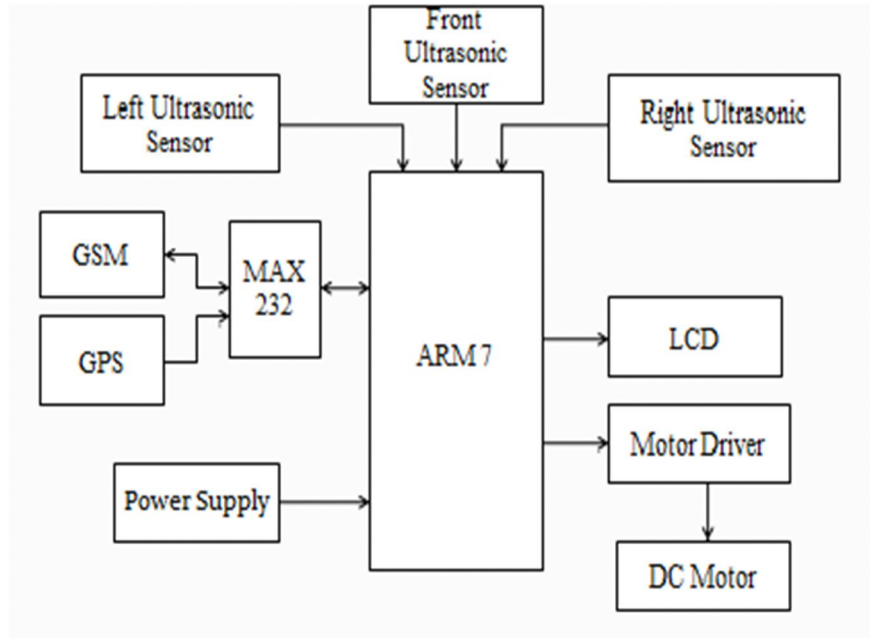 Front
Ultrasonic
Sensor
Left Ultrasonic
Sensor
Right Ultrasonic
Sensor
GSM
MAX
232
GPS
ARM 7
LCD
Motor Driver
Power Supply
DC Motor